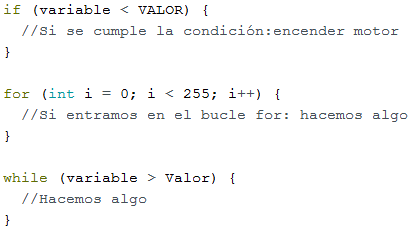 if (variable < VALOR) {
  //Si se cumple la condición:encender motor
}
for (int i = 0; i < 255; i++) {
  //Si entramos en el bucle for: hacemos algo
}
while (variable > Valor) {
  //Hacemos algo
}